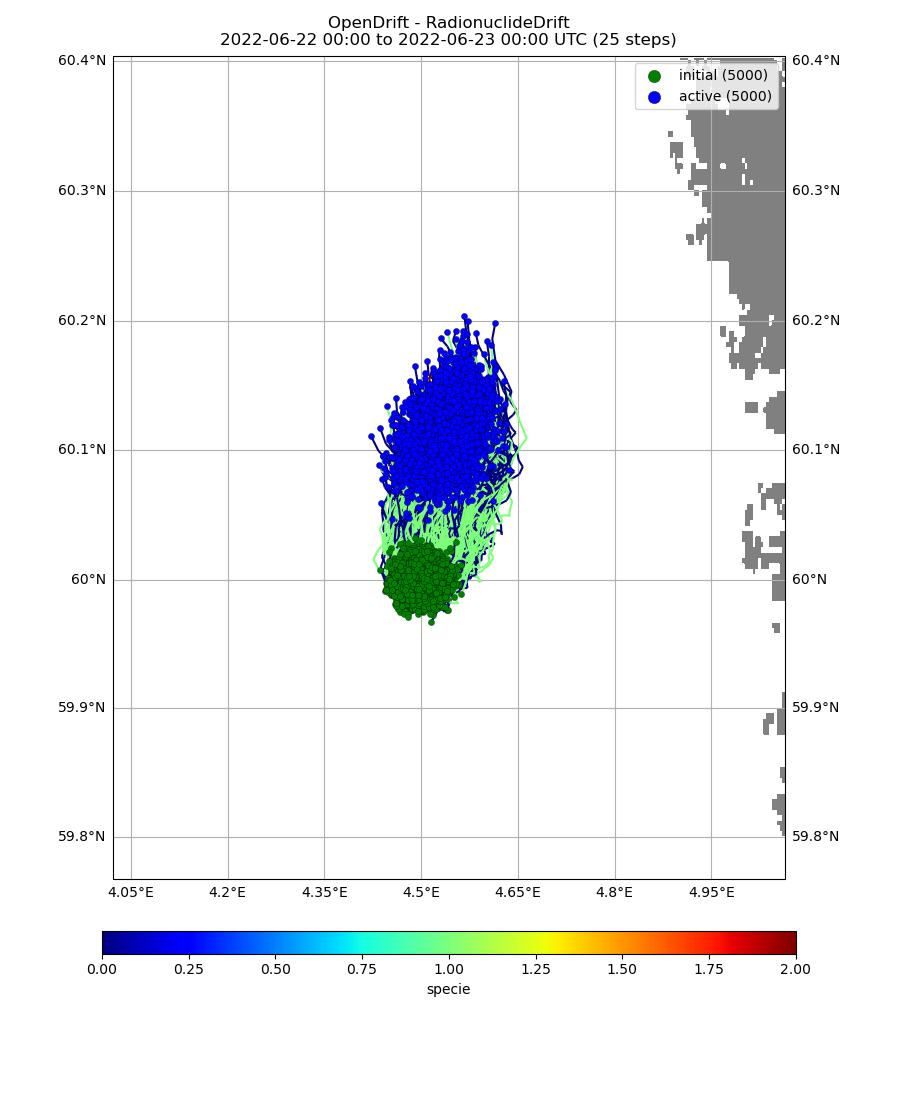 OpenDrift - RadionuclideDrift
2022-06-22 00:00 to 2022-06-23 00:00 UTC (25 steps)
60.4°N 60.4°N
initial (5000)
active (5000)
60.3°N 60.3°N
60.2°N 60.2°N
60.1°N 60.1°N
60°N 60°N
59.9°N 59.9°N
59.8°N 59.8°N
4.05°E 4.2°E 4.35°E 4.5°E 4.65°E 4.8°E 4.95°E
0.00 0.25 0.50 0.75 1.00 1.25 1.50 1.75 2.00
specie